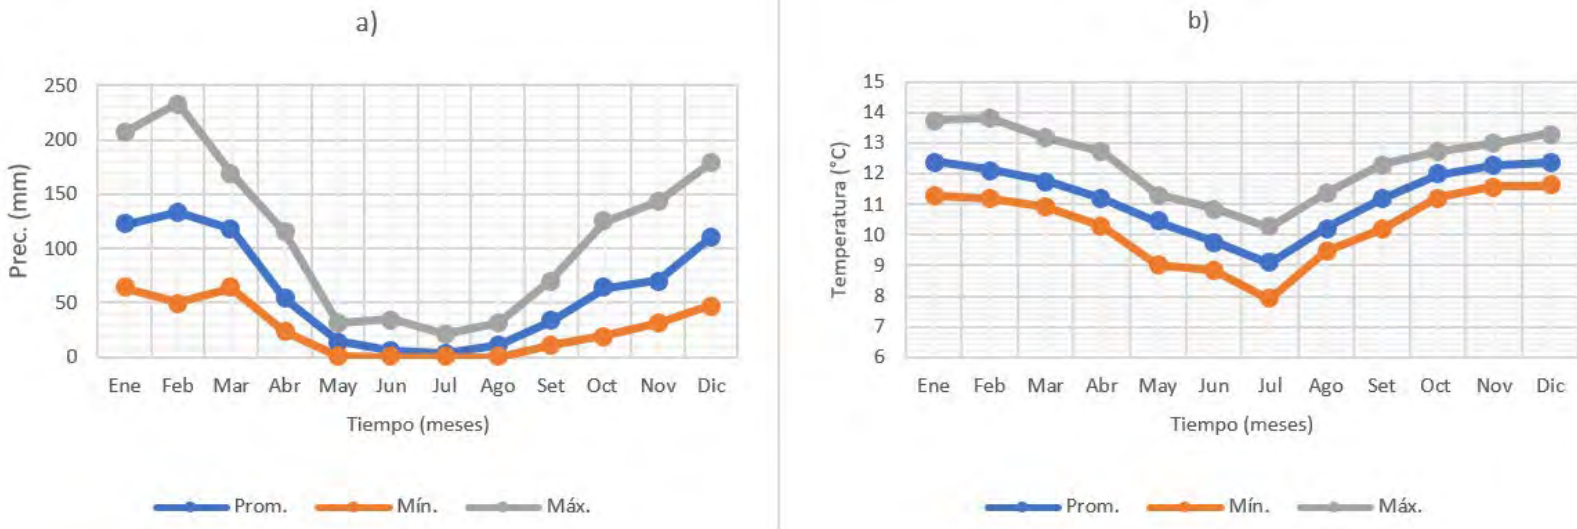 a)
250
200
150
100
50
0
Prec. (mm)
Ene Feb Mar Abr May Jun Jul Ago Set Oct Nov Dic
Tiempo (meses)
Prom. Mín. Máx.
b)
15
14
13
12
11
10
9
8
7
6
Temperatura (°C)
Ene Feb Mar Abr May Jun Jul Ago Set Oct Nov Dic
Tiempo (meses)
Prom. Mín. Máx.